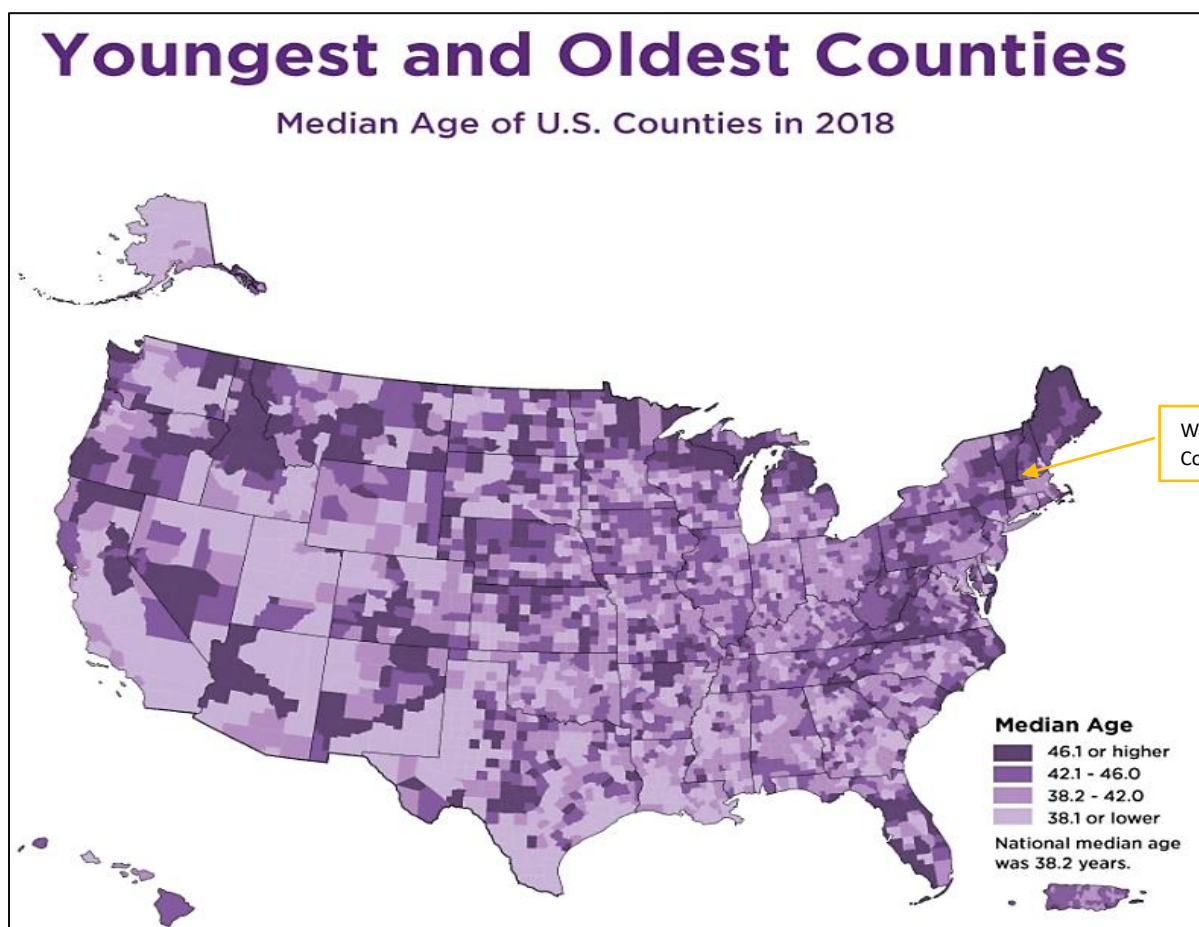 Youngest and Oldest Counties
Median Age of U.S. Counties in 2018
Median Age
46.1 or higher
42.1 - 46.0
38.2 - 42.0
38.1 or lower
National median age
was 38.2 years.